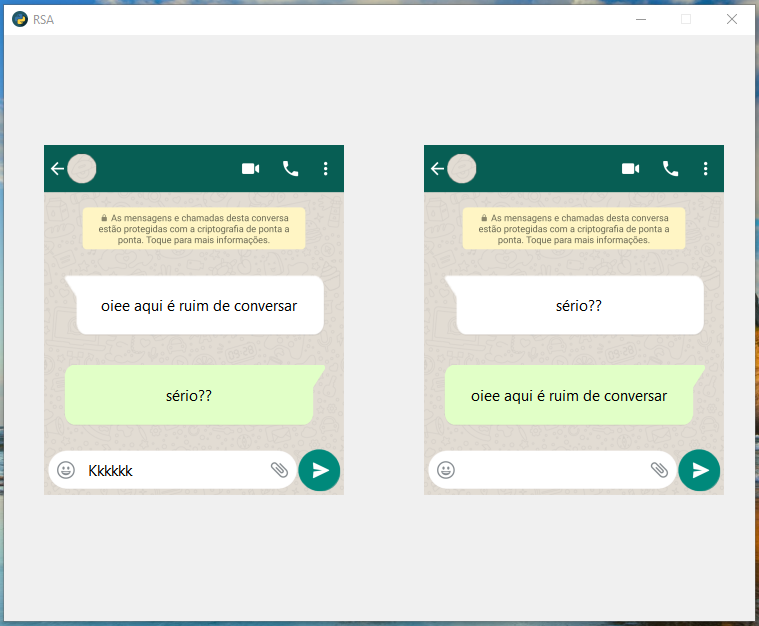 RSA
As mensagens e chamadas desta conversa
estão protegidas com a criptografia de ponta a
ponta. Toque para mais informações.
oiee aqui é ruim de conversar
sério??
Kkkkkk
As mensagens e chamadas desta conversa
estão protegidas com a criptografia de ponta a
ponta. Toque para mais informações.
sério??
oiee aqui é ruim de conversar